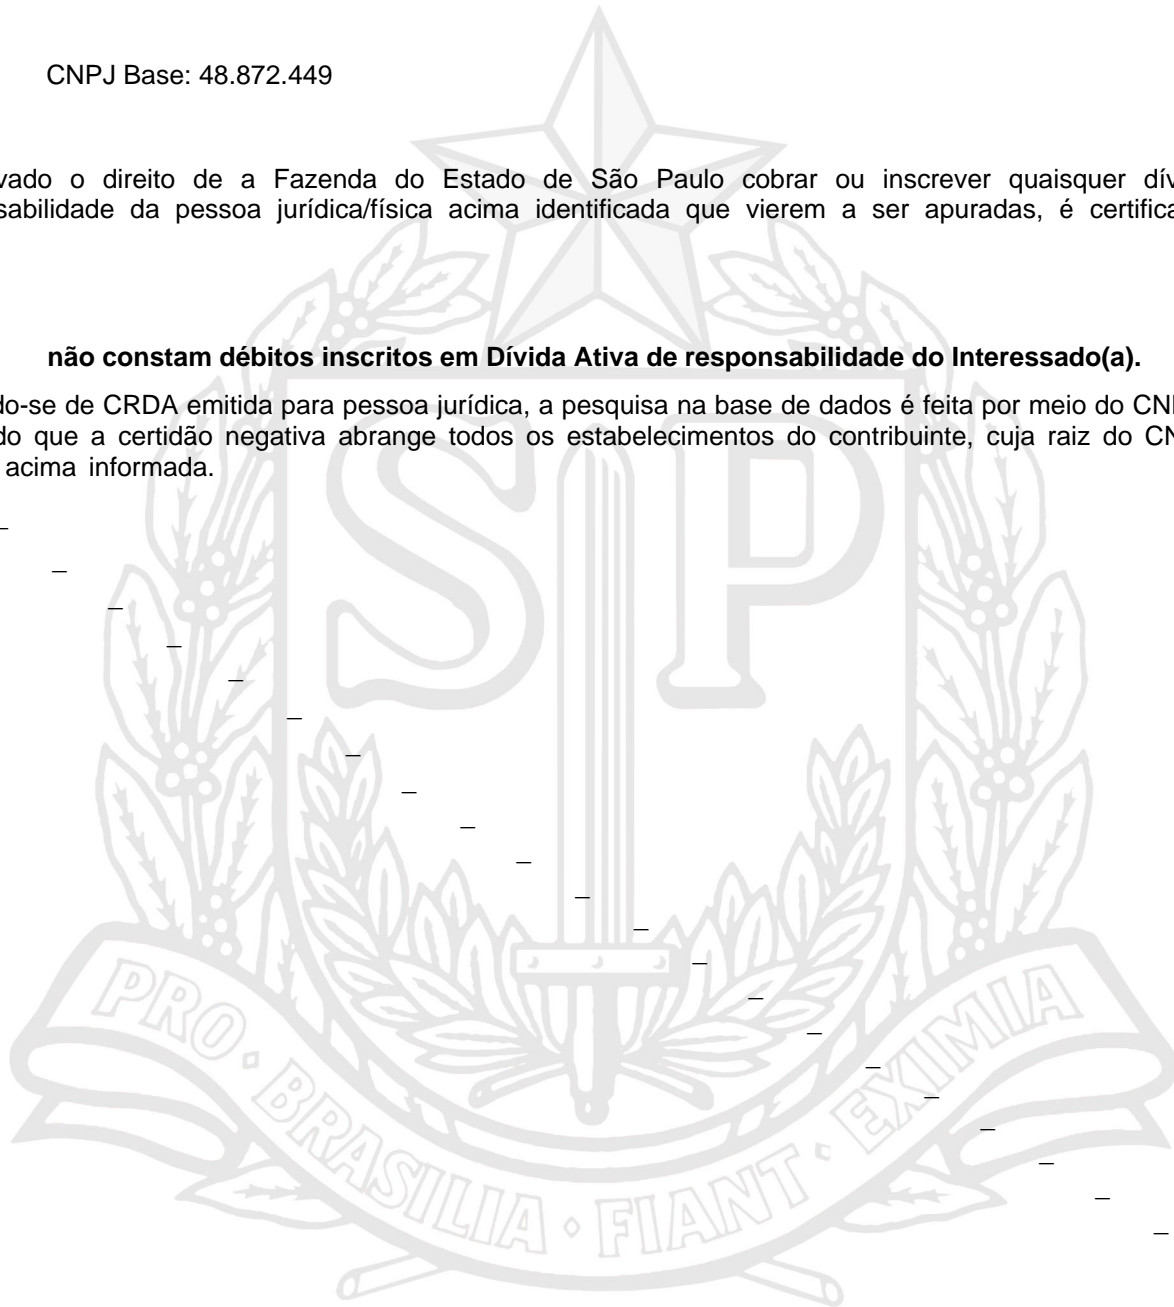 CNPJ Base: 48.872.449
vado o direito de a Fazenda do Estado de São Paulo cobrar ou inscrever quaisquer dív
sabilidade da pessoa jurídica/física acima identificada que vierem a ser apuradas, é certifica
não constam débitos inscritos em Dívida Ativa de responsabilidade do Interessado(a).
do-se de CRDA emitida para pessoa jurídica, a pesquisa na base de dados é feita por meio do CN
do que a certidão negativa abrange todos os estabelecimentos do contribuinte, cuja raiz do CN
acima informada.
SP
PRO · BRASILIA · FIANT · EXIMIA